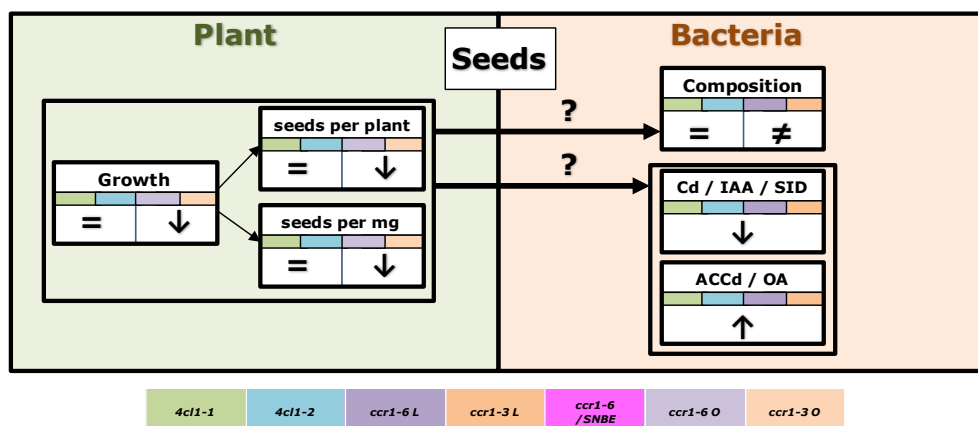 Plant
Seeds
Bacteria
Composition
= ≠
?
seeds per plant
= ↓
?
Growth
= ↓
Cd / IAA / SID
↓
seeds per mg
= ↓
ACCd / OA
↑
4cl1-1 4cl1-2 ccr1-6 L ccr1-3 L ccr1-6 /SNBE ccr1-6 O ccr1-3 O